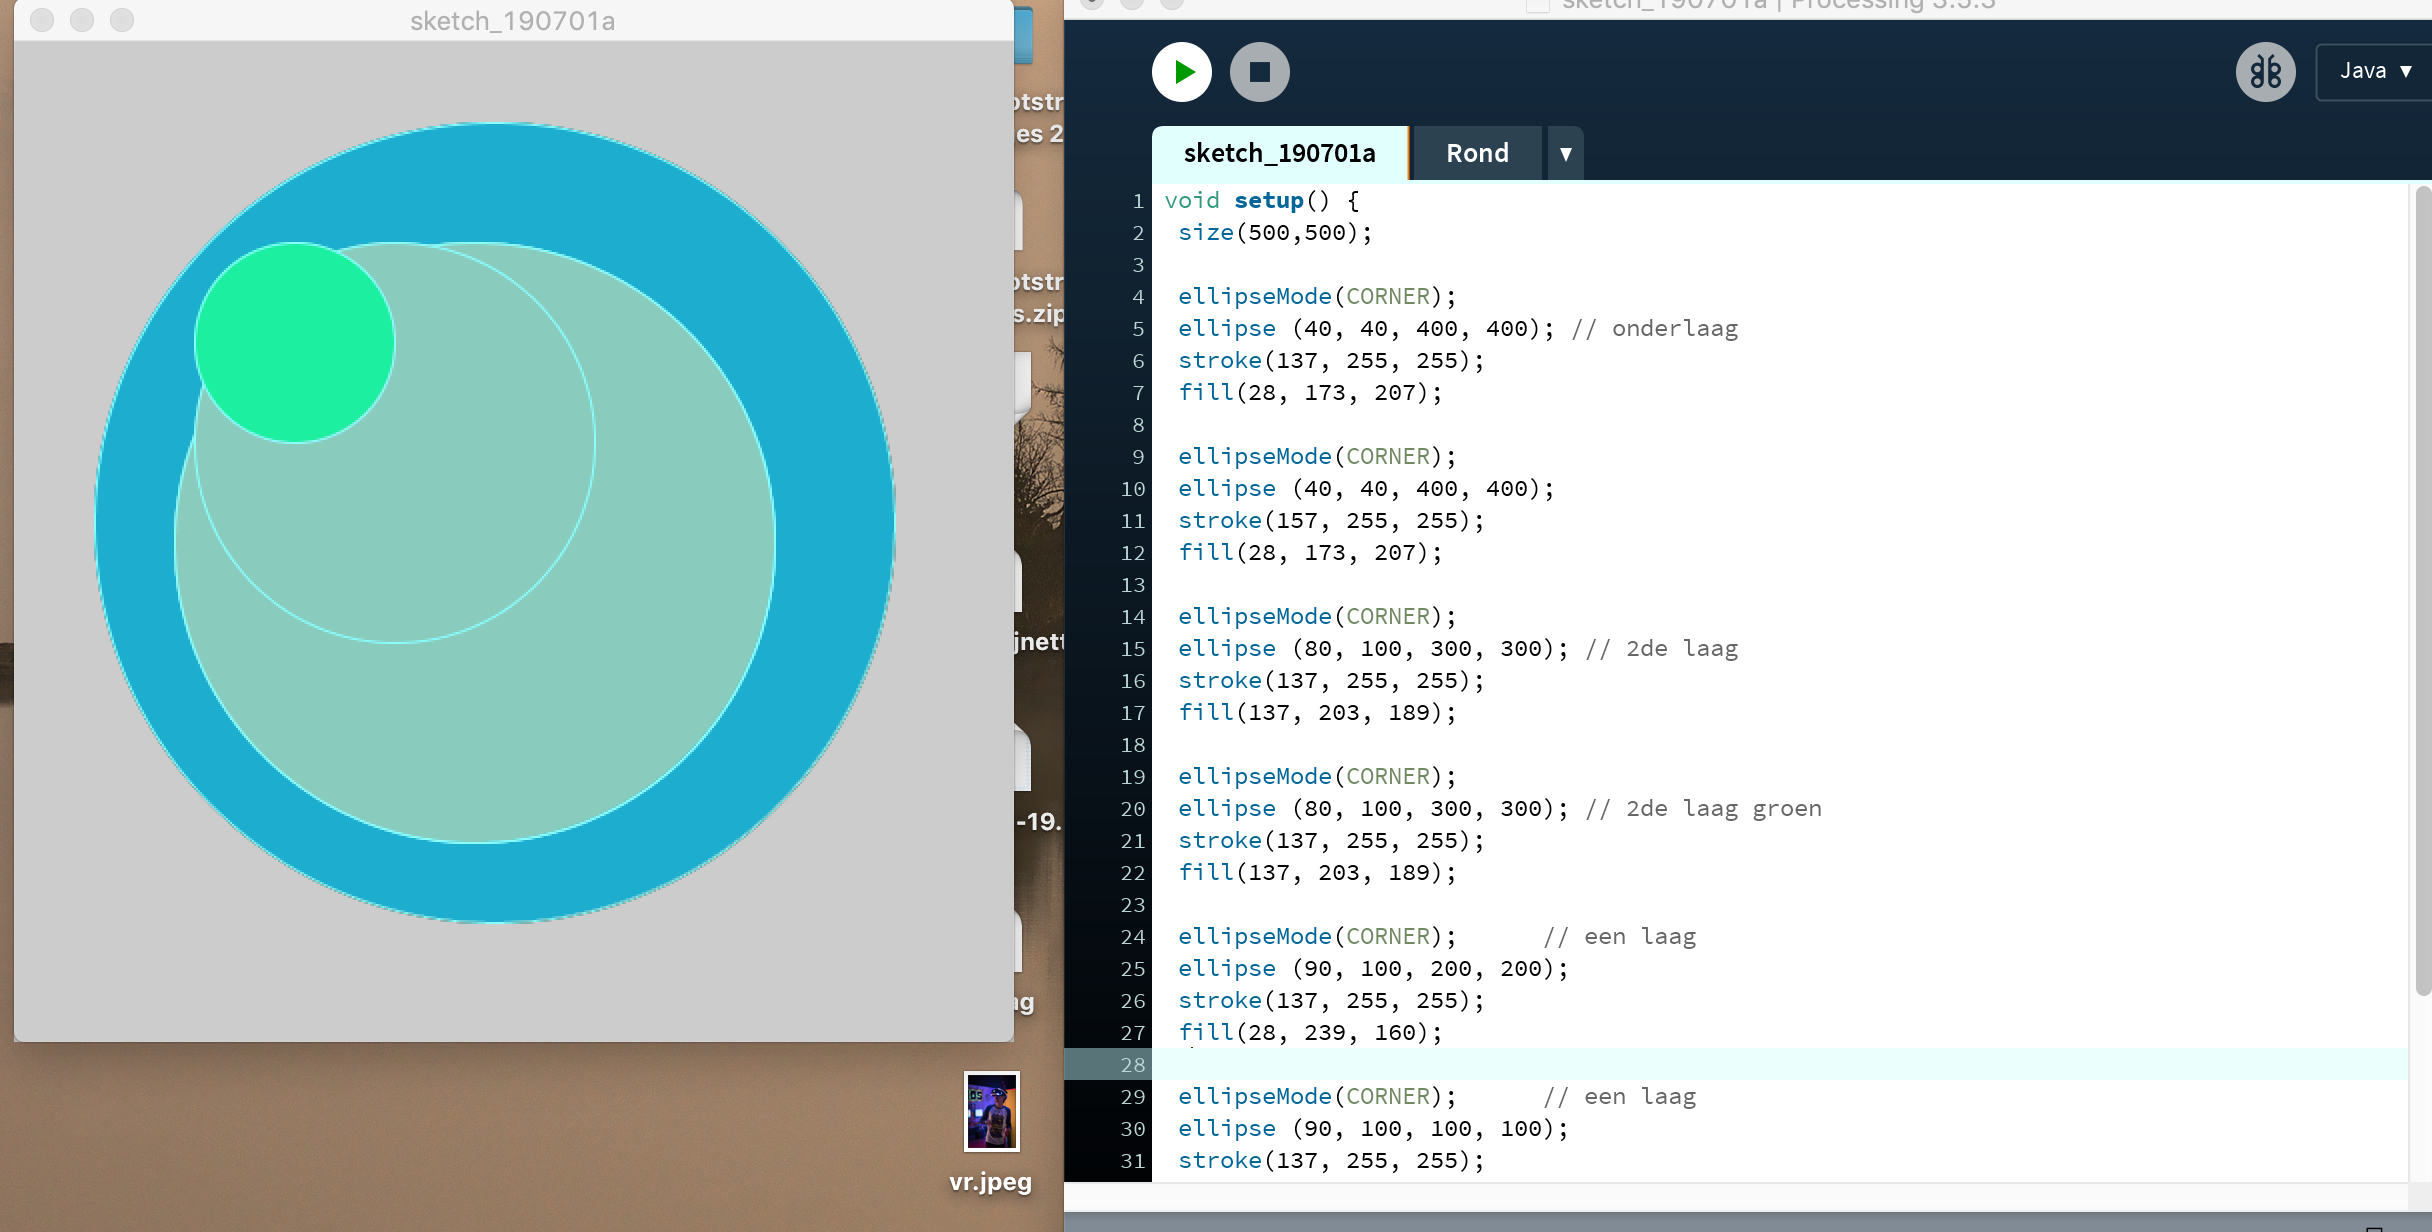 sketch_190701a
otstr
es 2
otstr
s.zip
jnett
-19.
ag
vr.jpeg
sketch_190701a | Processing 3.5.3
Java ▼
sketch_190701a
Rond
▼
1 void setup() {
2 size(500,500);
3
4 ellipseMode(CORNER);
5 ellipse (40, 40, 400, 400); // onderlaag
6 stroke(137, 255, 255);
7 fill(28, 173, 207);
8
9 ellipseMode(CORNER);
10 ellipse (40, 40, 400, 400);
11 stroke(157, 255, 255);
12 fill(28, 173, 207);
13
14 ellipseMode(CORNER);
15 ellipse (80, 100, 300, 300); // 2de laag
16 stroke(137, 255, 255);
17 fill(137, 203, 189);
18
19 ellipseMode(CORNER);
20 ellipse (80, 100, 300, 300); // 2de laag groen
21 stroke(137, 255, 255);
22 fill(137, 203, 189);
23
24 ellipseMode(CORNER); // een laag
25 ellipse (90, 100, 200, 200);
26 stroke(137, 255, 255);
27 fill(28, 239, 160);
28
29 ellipseMode(CORNER); // een laag
30 ellipse (90, 100, 100, 100);
31 stroke(137, 255, 255);